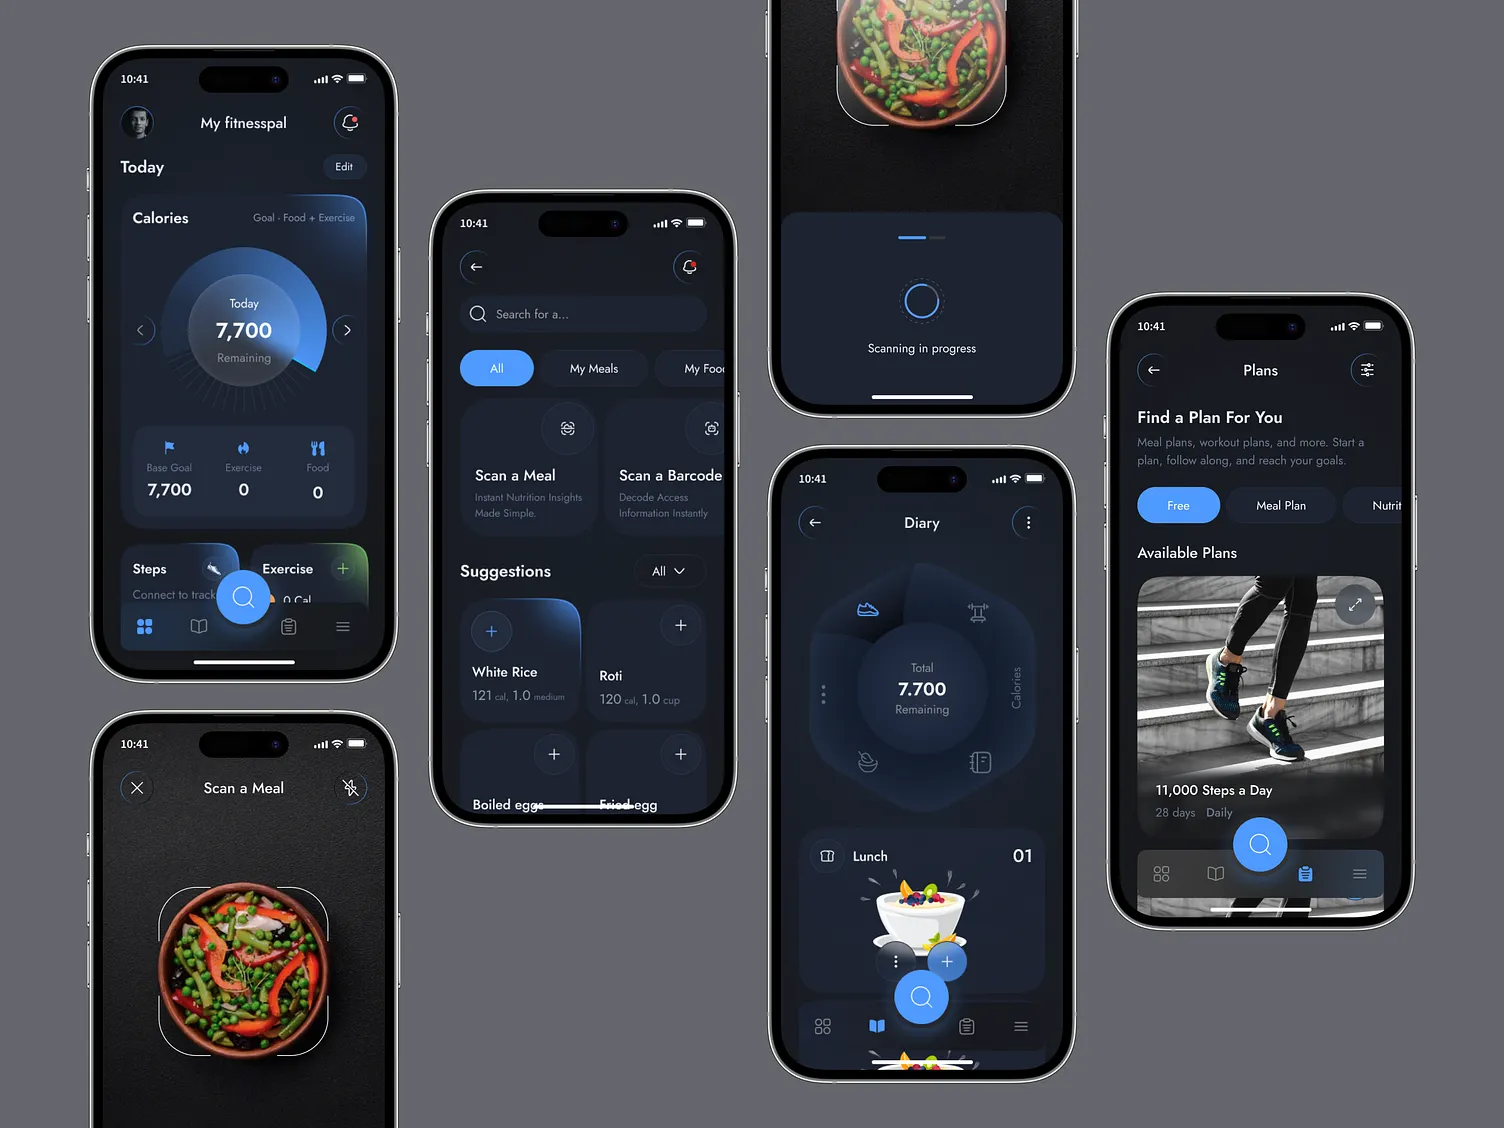 10:41
My fitnesspal
Today
Edit
Calories
Goal - Food + Exercise
Today
7,700
Remaining
Base Goal
Exercise
Food
7,700
0
0
Steps
Exercise
Connect to track
0 Cal
10:41
Scan a Meal
10:41
Search for a...
All
My Meals
My Foo
Scan a Meal
Scan a Barcode
Instant Nutrition Insights
Made Simple.
Decode Access
Information Instantly
Suggestions
All
White Rice
121 cal, 1.0 medium
Roti
120 cal, 1.0 cup
Boiled eggs
Fried egg
Scanning in progress
10:41
Diary
Total
7.700
Remaining
Calories
Lunch
01
10:41
Plans
Find a Plan For You
Meal plans, workout plans, and more. Start a
plan, follow along, and reach your goals.
Free
Meal Plan
Nutrit
Available Plans
11,000 Steps a Day
28 days
Daily